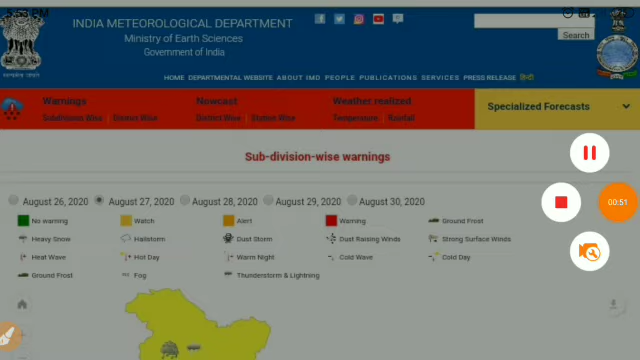 INDIA METEOROLOGICAL DEPARTMENT
Ministry of Earth Sciences
Government of India
Search
HOME DEPARTMENTAL WEBSITE ABOUT IMD PEOPLE PUBLICATIONS SERVICES PRESS RELEASE हिन्दी
Warnings
Subdivision Wise | District Wise
Nowcast
District Wise | Station Wise
Weather realized
Temperature | Rainfall
Specialized Forecasts
Sub-division-wise warnings
00:51
August 26, 2020 August 27, 2020 August 28, 2020 August 29, 2020 August 30, 2020
No warning Watch Alert Warning Ground Frost
Heavy Snow Hailstorm Dust Storm Dust Raising Winds Strong Surface Winds
Heat Wave Hot Day Warm Night Cold Wave Cold Day
Ground Frost Fog Thunderstorm & Lightning